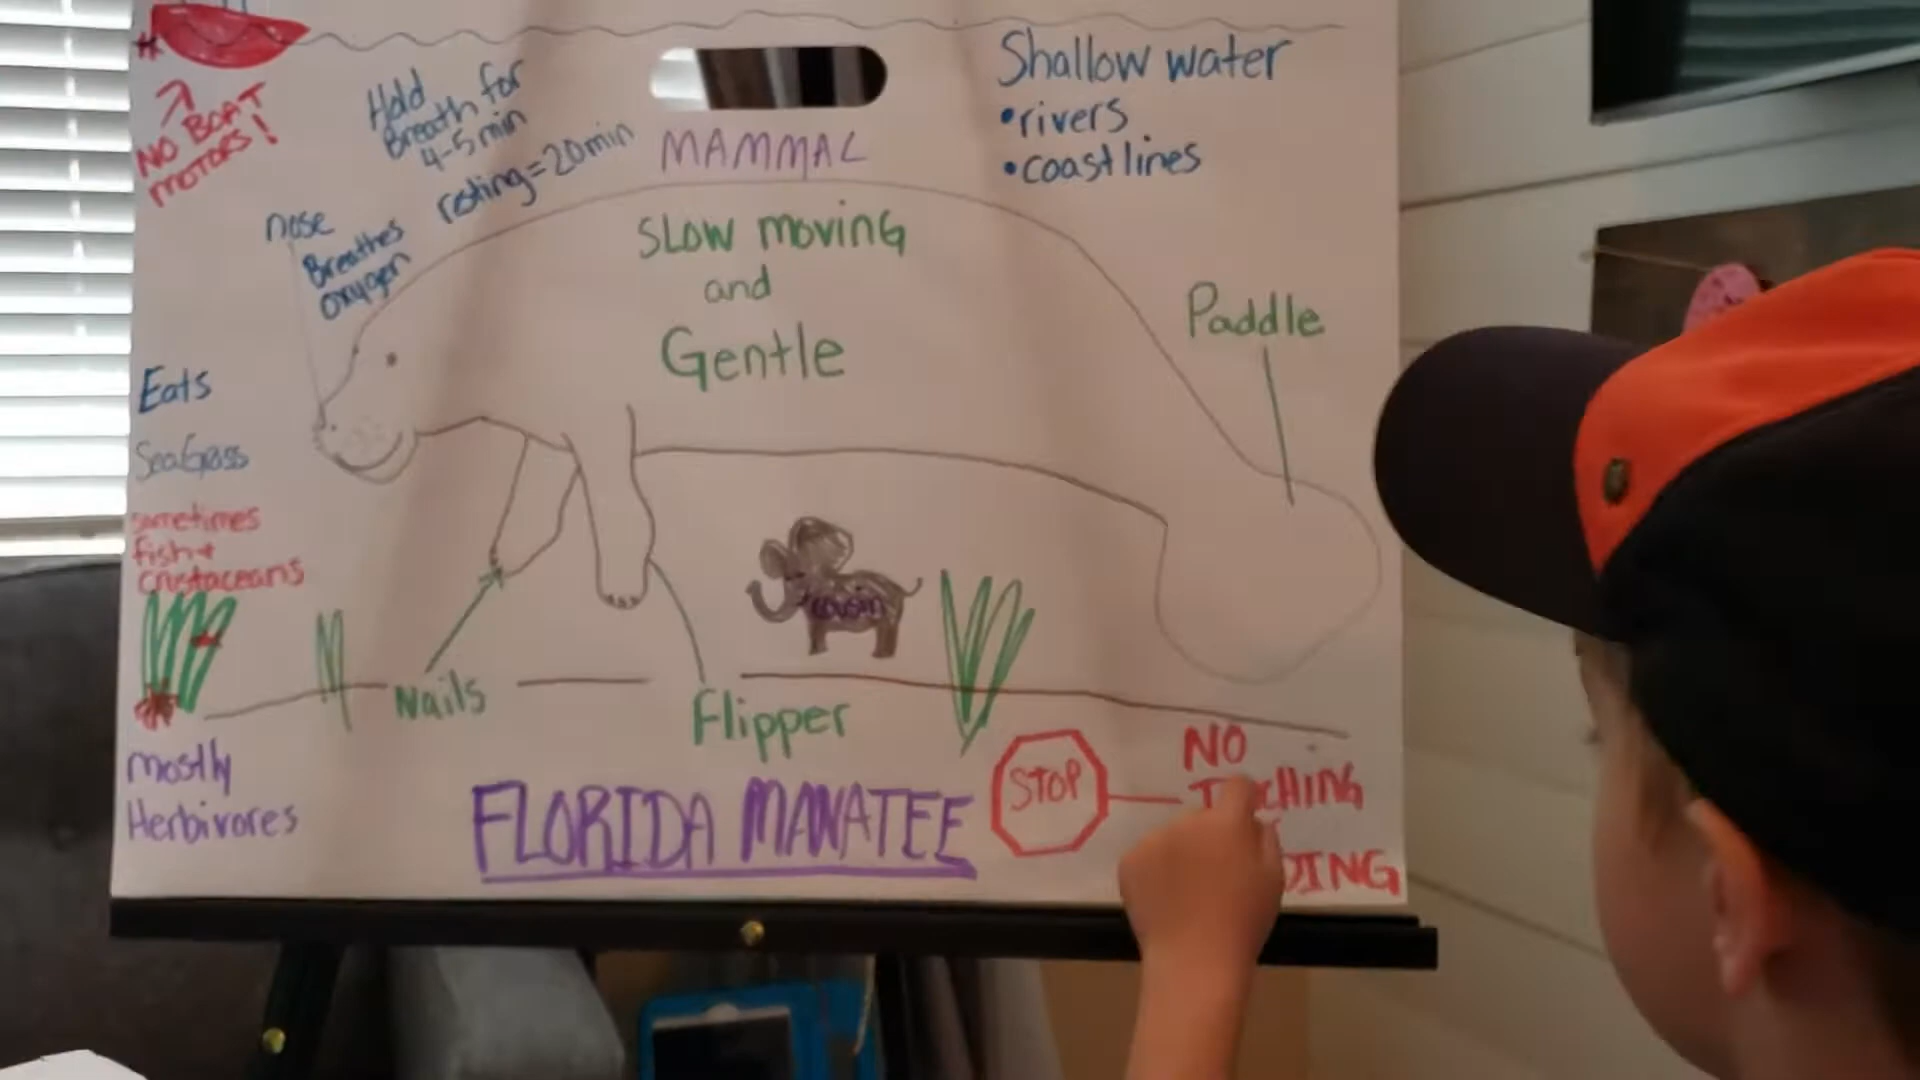 NO BOAT
MOTORS!
Hold
Breath for
4-5 min
resting = 20 min
MAMMAL
Shallow water
• rivers
• coastlines
nose
Breathes
oxygen
SLOW moving
and
Gentle
Paddle
Eats
SeaGrass
sometimes
fish +
crustaceans
cousin
Nails
Flipper
mostly
Herbivores
FLORIDA MANATEE
STOP
NO